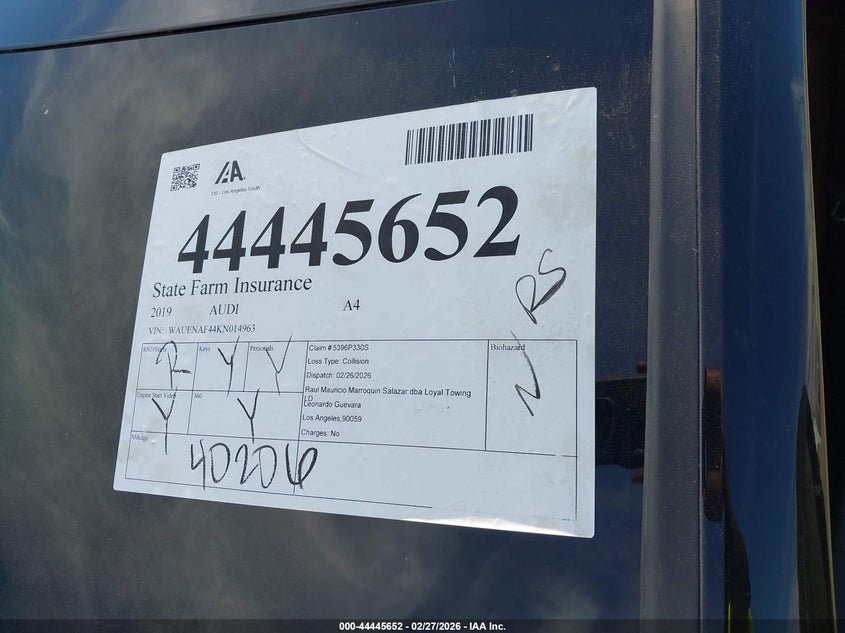 IAA
130 - Los Angeles South
44445652
State Farm Insurance
2019 AUDI A4
VIN: WAUENAF44KN014963
RS
Keys Personals
R Y Y
Claim # 5396P330S
Loss Type: Collision
Dispatch: 02/26/2026
Raul Mauricio Marroquin Salazar dba Loyal Towing
LD
Leonardo Guevara
Los Angeles,90059
Charges: No
Biohazard
N
Engine Start Video 360
Y Y
Mileage
40206
000-44445652 - 02/27/2026 - IAA Inc.